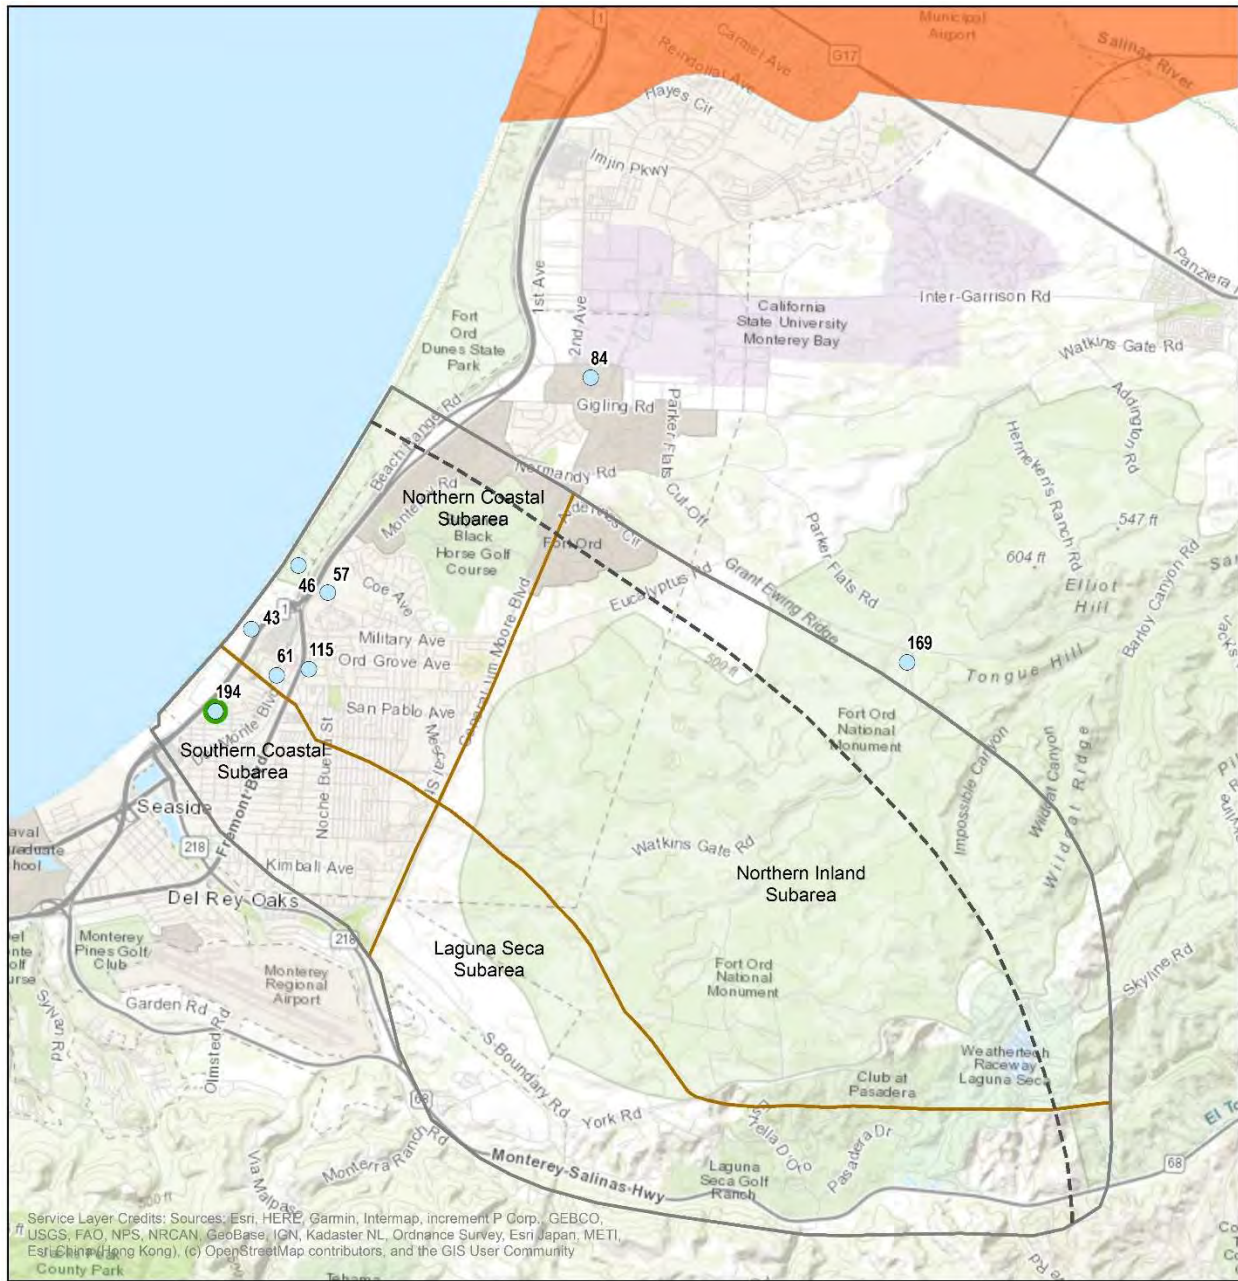 1
Municipal
Airport
Carmel Ave
Salinas River
G17
Reindollar Ave
Hayes Cir
Imjin Pkwy
1st Ave
2nd Ave
Inter-Garrison Rd
California
State University
Monterey Bay
Fort
Ord
Dunes State
Park
Watkins Gate Rd
84
Gigling Rd
Parker Flats
Cut-Off
Addington Rd
Henneken's Ranch Rd
Beach Range Rd
Normandy Rd
Northern Coastal
Subarea
Black
Horse Golf
Course
Fort Ord
Parker Flats Rd
547 ft
604 ft
Elliot
Hill
Barloy Canyon Rd
Eucalyptus Rd
Grant Ewing Ridge
46
57
Coe Ave
1
43
Military Ave
61
115
Ord Grove Ave
500 ft
169
Tongue Hill
194
San Pablo Ave
Fort Ord
National
Monument
Southern Coastal
Subarea
Noche Buena St
Mescal St
Impossible Canyon
Wildcat Canyon
Wildcat Ridge
Seaside
218
Fremont Blvd
Kimball Ave
Watkins Gate Rd
Northern Inland
Subarea
Del Rey Oaks
218
Monterey
Pines Golf
Club
Laguna Seca
Subarea
Monterey
Regional
Airport
Fort Ord
National
Monument
Skyline Rd
Garden Rd
Sylvan Rd
Olmsted Rd
S Boundary Rd
Weathertech
Raceway
Laguna Seca
Club at
Pasadera
68
York Rd
Estrella D'Oro
Pasadera Dr
Monterra Ranch Rd
Monterey-Salinas-Hwy
Laguna
Seca Golf
Ranch
68
500 ft
Service Layer Credits: Sources: Esri, HERE, Garmin, Intermap, increment P Corp., GEBCO,
USGS, FAO, NPS, NRCAN, GeoBase, IGN, Kadaster NL, Ordnance Survey, Esri Japan, METI,
Esri China (Hong Kong), (c) OpenStreetMap contributors, and the GIS User Community
County Park